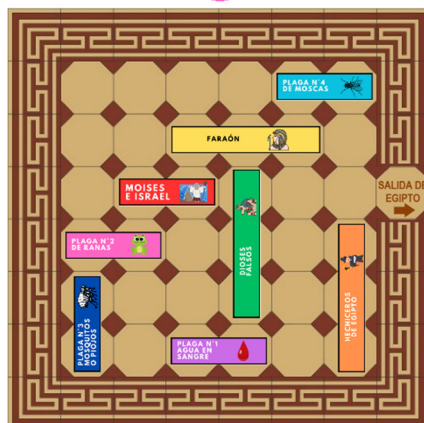 PLAGA N°4
DE MOSCAS
FARAÓN
MOISES
E ISRAEL
SALIDA DE
EGIPTO
PLAGA N°2
DE RANAS
DIOSES
FALSOS
HECHICEROS
DE EGIPTO
PLAGA N°3
MOSQUITOS
O PIOJOS
PLAGA N°1
AGUA EN
SANGRE